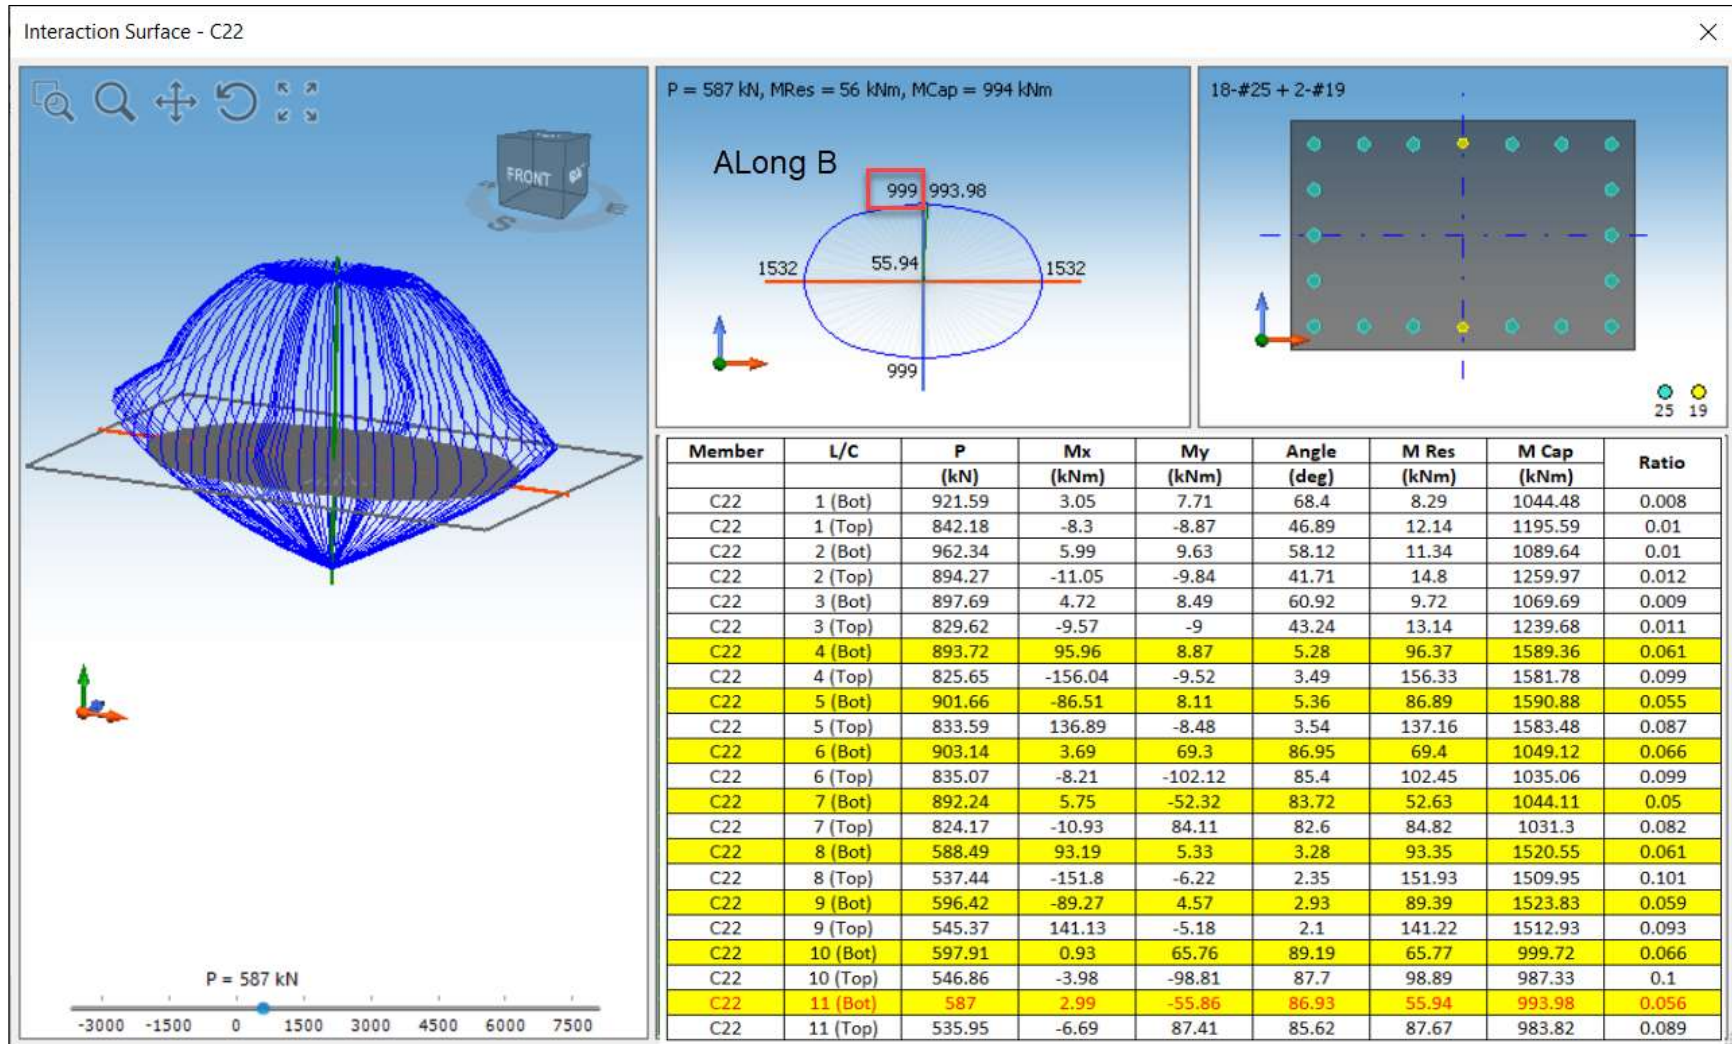 Interaction Surface - C22
FRONT
S
E
P = 587 kN
-3000 -1500 0 1500 3000 4500 6000 7500
P = 587 kN, MRes = 56 kNm, MCap = 994 kNm
ALong B
999 993.98
1532 55.94 1532
999
18-#25 + 2-#19
25 19
Member L/C P Mx My Angle M Res M Cap Ratio
(kN) (kNm) (kNm) (deg) (kNm) (kNm)
C22 1 (Bot) 921.59 3.05 7.71 68.4 8.29 1044.48 0.008
C22 1 (Top) 842.18 -8.3 -8.87 46.89 12.14 1195.59 0.01
C22 2 (Bot) 962.34 5.99 9.63 58.12 11.34 1089.64 0.01
C22 2 (Top) 894.27 -11.05 -9.84 41.71 14.8 1259.97 0.012
C22 3 (Bot) 897.69 4.72 8.49 60.92 9.72 1069.69 0.009
C22 3 (Top) 829.62 -9.57 -9 43.24 13.14 1239.68 0.011
C22 4 (Bot) 893.72 95.96 8.87 5.28 96.37 1589.36 0.061
C22 4 (Top) 825.65 -156.04 -9.52 3.49 156.33 1581.78 0.099
C22 5 (Bot) 901.66 -86.51 8.11 5.36 86.89 1590.88 0.055
C22 5 (Top) 833.59 136.89 -8.48 3.54 137.16 1583.48 0.087
C22 6 (Bot) 903.14 3.69 69.3 86.95 69.4 1049.12 0.066
C22 6 (Top) 835.07 -8.21 -102.12 85.4 102.45 1035.06 0.099
C22 7 (Bot) 892.24 5.75 -52.32 83.72 52.63 1044.11 0.05
C22 7 (Top) 824.17 -10.93 84.11 82.6 84.82 1031.3 0.082
C22 8 (Bot) 588.49 93.19 5.33 3.28 93.35 1520.55 0.061
C22 8 (Top) 537.44 -151.8 -6.22 2.35 151.93 1509.95 0.101
C22 9 (Bot) 596.42 -89.27 4.57 2.93 89.39 1523.83 0.059
C22 9 (Top) 545.37 141.13 -5.18 2.1 141.22 1512.93 0.093
C22 10 (Bot) 597.91 0.93 65.76 89.19 65.77 999.72 0.066
C22 10 (Top) 546.86 -3.98 -98.81 87.7 98.89 987.33 0.1
C22 11 (Bot) 587 2.99 -55.86 86.93 55.94 993.98 0.056
C22 11 (Top) 535.95 -6.69 87.41 85.62 87.67 983.82 0.089